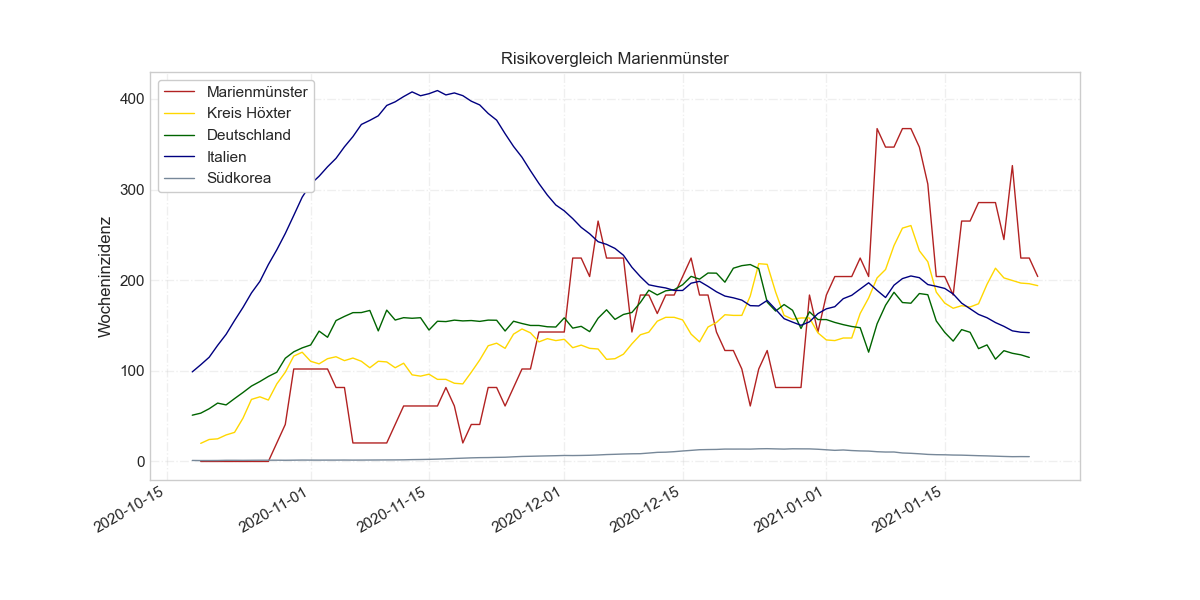 Risikovergleich Marienmünster
Marienmünster
Kreis Höxter
Deutschland
Italien
Südkorea
Wocheninzidenz
400
300
200
100
0
2020-10-15
2020-11-01
2020-11-15
2020-12-01
2020-12-15
2021-01-01
2021-01-15